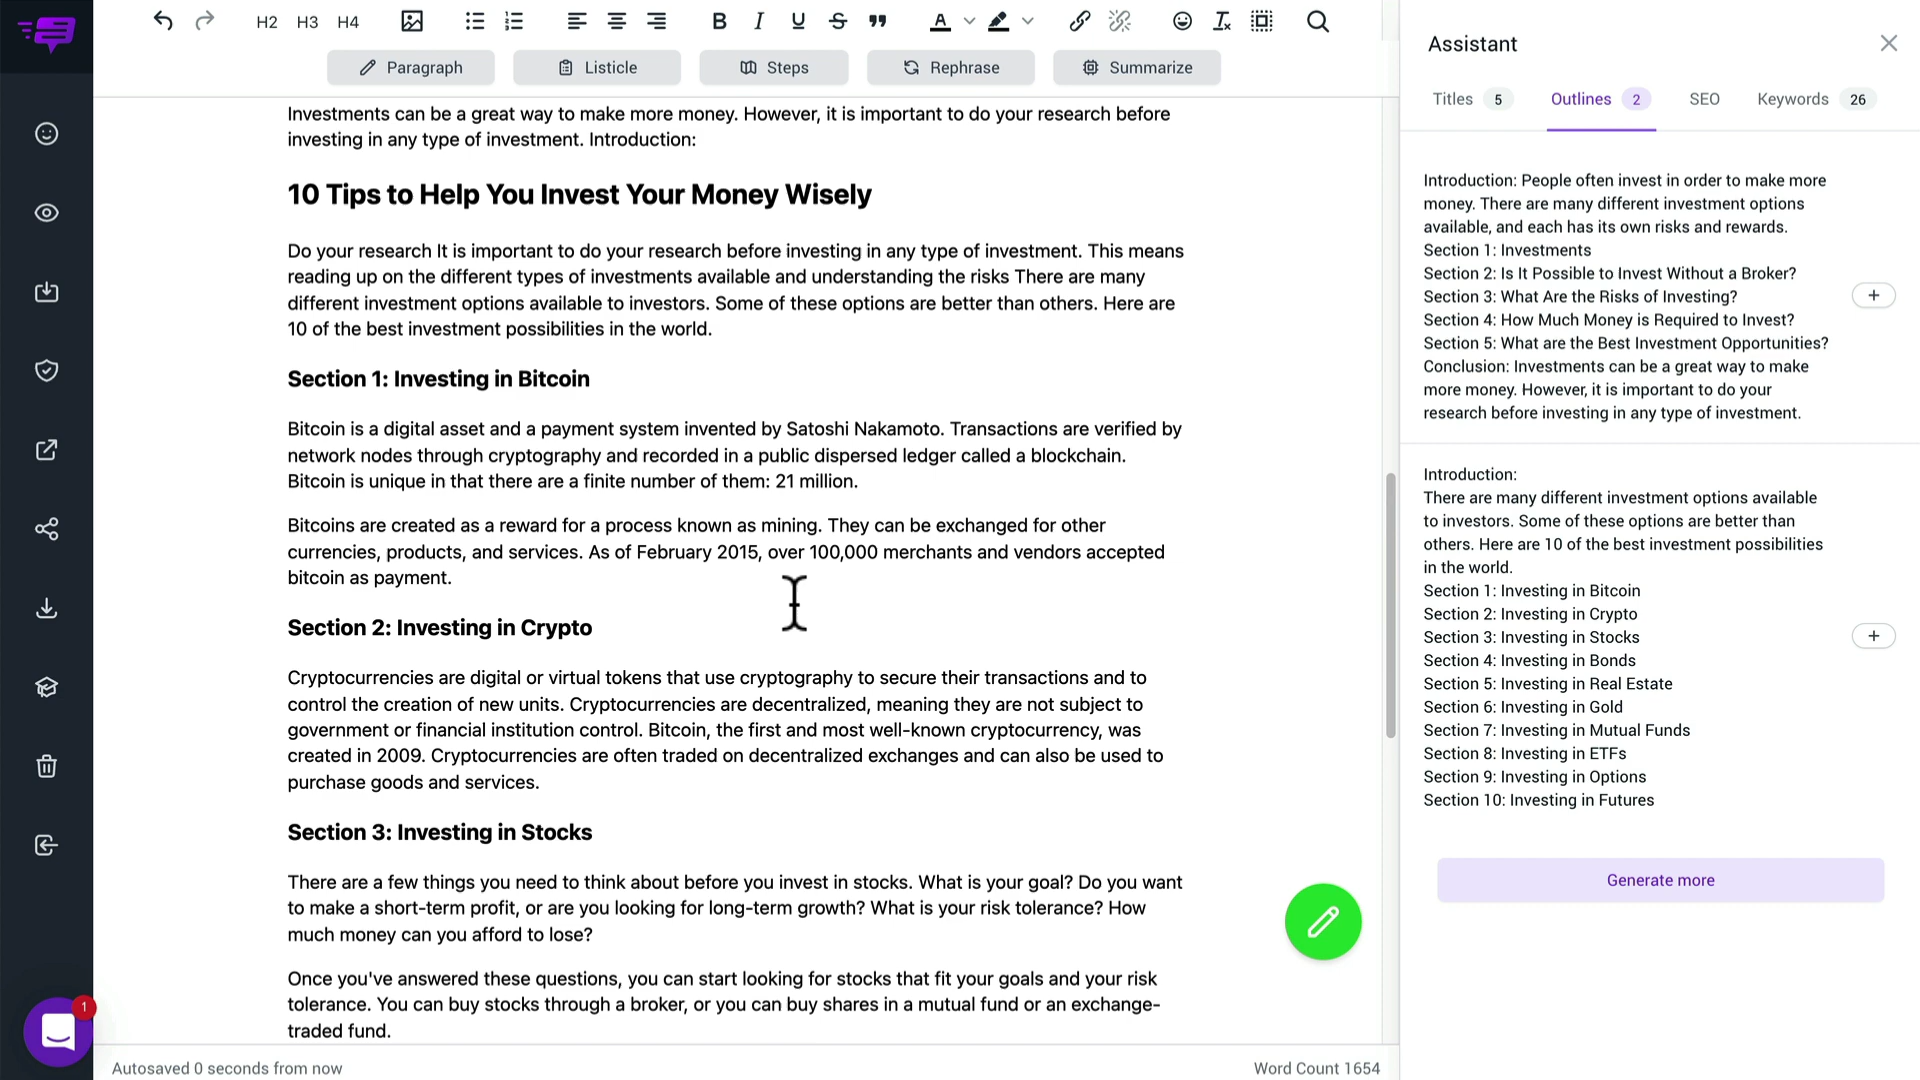 H2 H3 H4
B I U S A
Paragraph Listicle Steps Rephrase Summarize
Investments can be a great way to make more money. However, it is important to do your research before
investing in any type of investment. Introduction:
10 Tips to Help You Invest Your Money Wisely
Do your research It is important to do your research before investing in any type of investment. This means
reading up on the different types of investments available and understanding the risks There are many
different investment options available to investors. Some of these options are better than others. Here are
10 of the best investment possibilities in the world.
Section 1: Investing in Bitcoin
Bitcoin is a digital asset and a payment system invented by Satoshi Nakamoto. Transactions are verified by
network nodes through cryptography and recorded in a public dispersed ledger called a blockchain.
Bitcoin is unique in that there are a finite number of them: 21 million.
Bitcoins are created as a reward for a process known as mining. They can be exchanged for other
currencies, products, and services. As of February 2015, over 100,000 merchants and vendors accepted
bitcoin as payment.
Section 2: Investing in Crypto
Cryptocurrencies are digital or virtual tokens that use cryptography to secure their transactions and to
control the creation of new units. Cryptocurrencies are decentralized, meaning they are not subject to
government or financial institution control. Bitcoin, the first and most well-known cryptocurrency, was
created in 2009. Cryptocurrencies are often traded on decentralized exchanges and can also be used to
purchase goods and services.
Section 3: Investing in Stocks
There are a few things you need to think about before you invest in stocks. What is your goal? Do you want
to make a short-term profit, or are you looking for long-term growth? What is your risk tolerance? How
much money can you afford to lose?
Once you've answered these questions, you can start looking for stocks that fit your goals and your risk
tolerance. You can buy stocks through a broker, or you can buy shares in a mutual fund or an exchange-
traded fund.
1
Autosaved 0 seconds from now
Word Count 1654
Assistant
Titles 5 Outlines 2 SEO Keywords 26
Introduction: People often invest in order to make more
money. There are many different investment options
available, and each has its own risks and rewards.
Section 1: Investments
Section 2: Is It Possible to Invest Without a Broker?
Section 3: What Are the Risks of Investing?
Section 4: How Much Money is Required to Invest?
Section 5: What are the Best Investment Opportunities?
Conclusion: Investments can be a great way to make
more money. However, it is important to do your
research before investing in any type of investment.
Introduction:
There are many different investment options available
to investors. Some of these options are better than
others. Here are 10 of the best investment possibilities
in the world.
Section 1: Investing in Bitcoin
Section 2: Investing in Crypto
Section 3: Investing in Stocks
Section 4: Investing in Bonds
Section 5: Investing in Real Estate
Section 6: Investing in Gold
Section 7: Investing in Mutual Funds
Section 8: Investing in ETFs
Section 9: Investing in Options
Section 10: Investing in Futures
Generate more